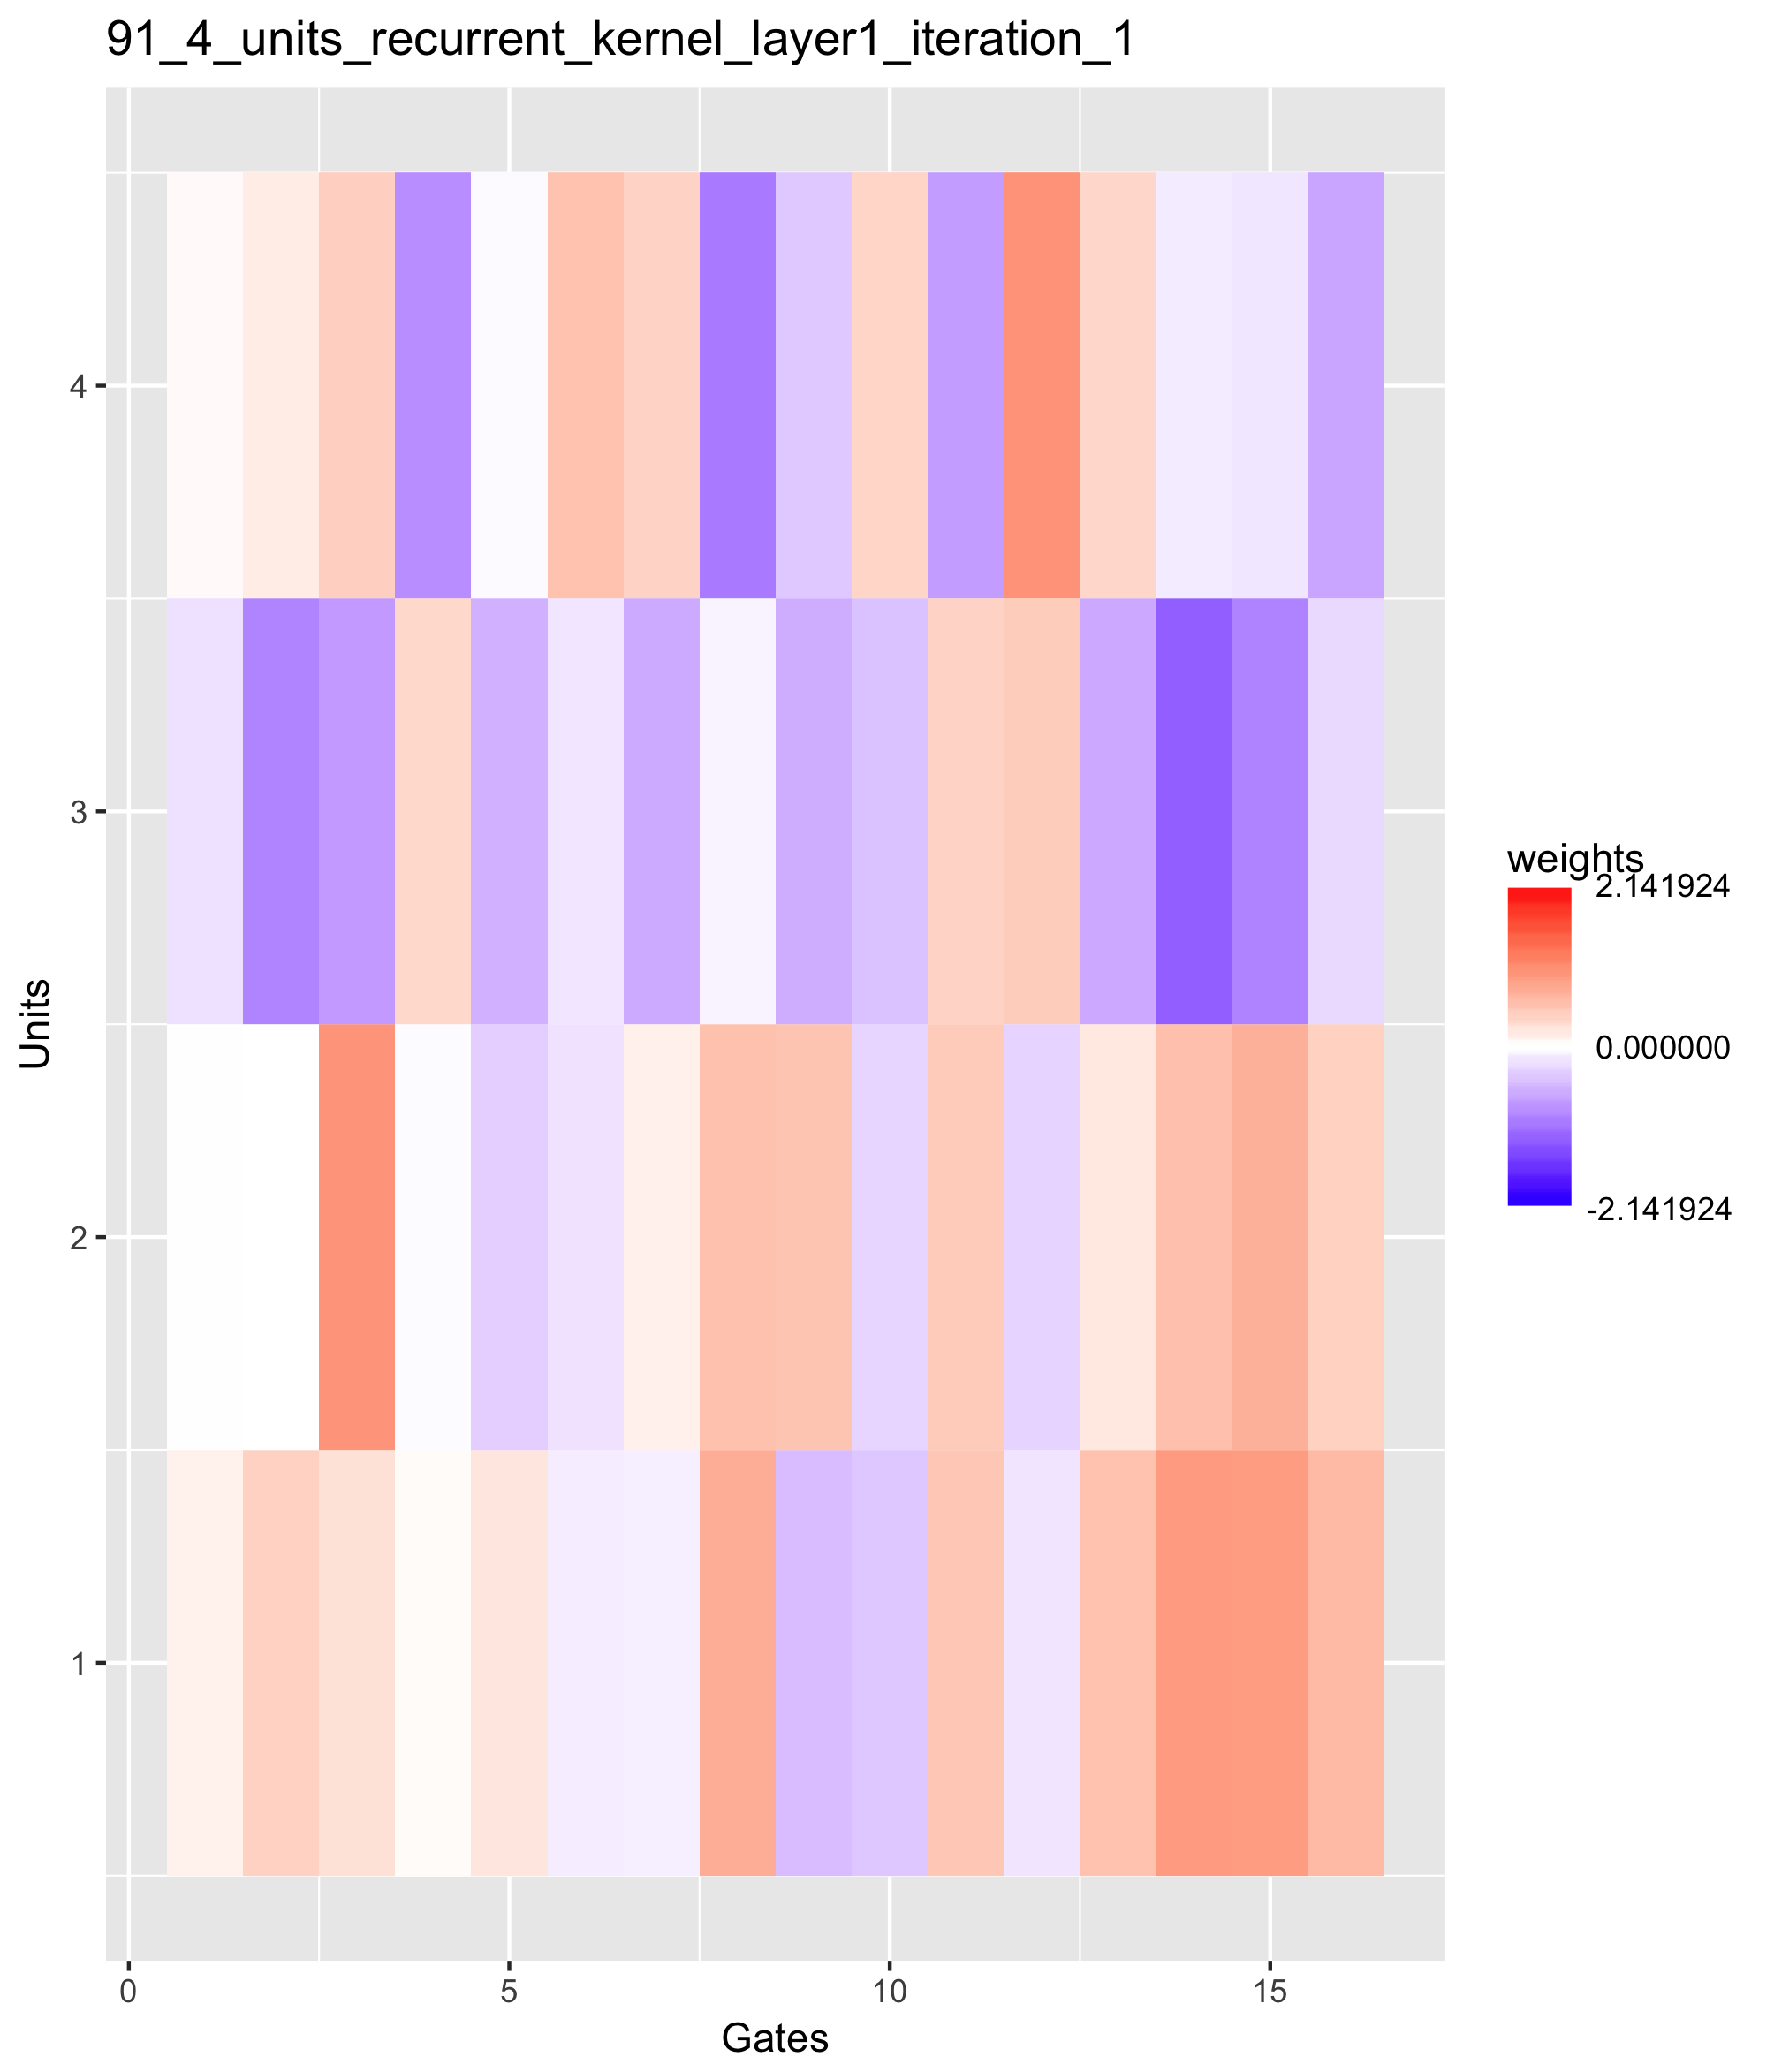 91_4_units_recurrent_kernel_layer1_iteration_1
4
3
2
1
Units
0
5
10
15
Gates
weights
2.141924
0.000000
-2.141924